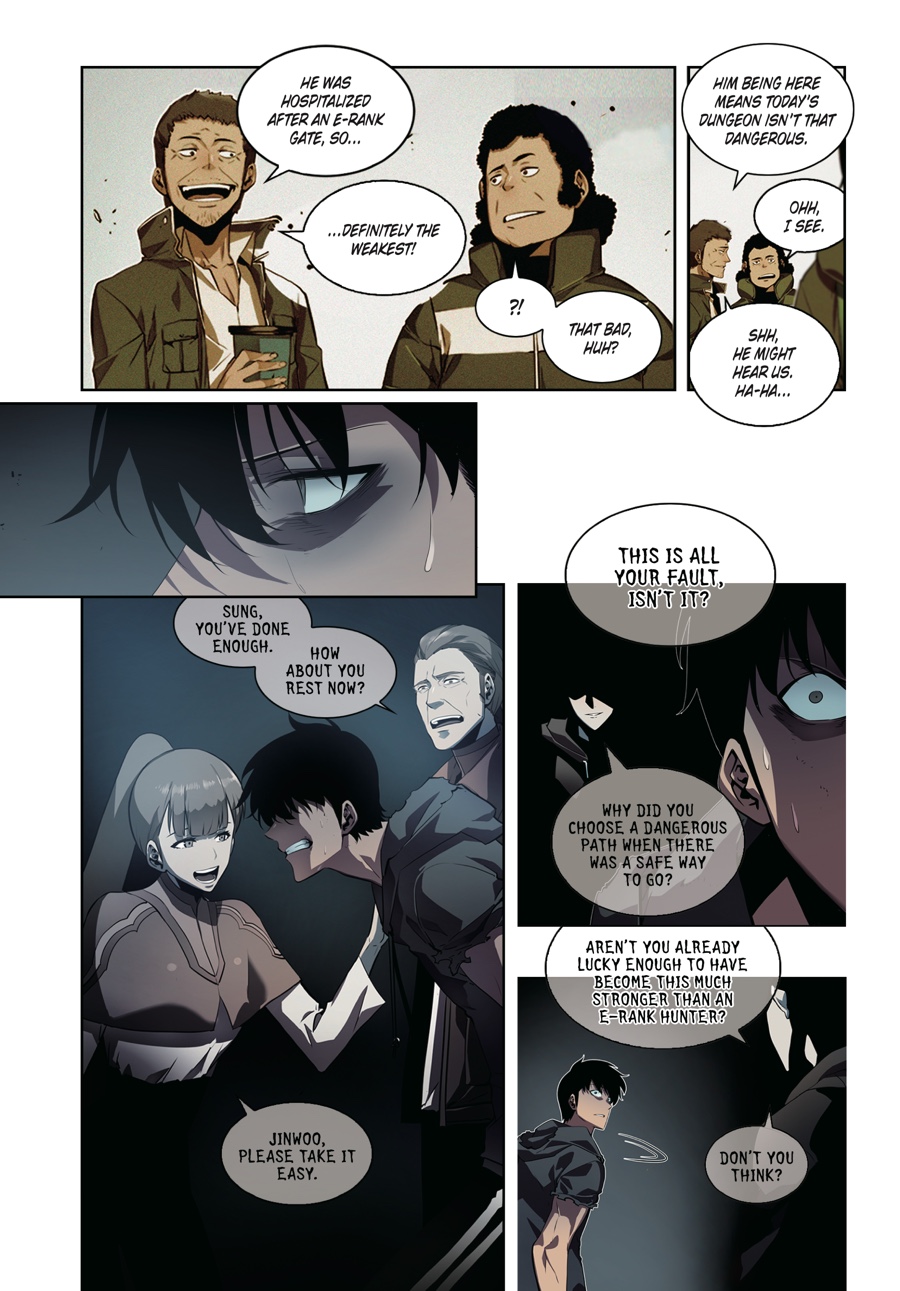 HE WAS
HOSPITALIZED
AFTER AN E-RANK
GATE, SO...
...DEFINITELY THE
WEAKEST!
?!
THAT BAD,
HUH?
HIM BEING HERE
MEANS TODAY'S
DUNGEON ISN'T THAT
DANGEROUS.
OHH,
I SEE.
SHH,
HE MIGHT
HEAR US.
HA-HA...
SUNG,
YOU'VE DONE
ENOUGH.
HOW
ABOUT YOU
REST NOW?
JINWOO,
PLEASE TAKE IT
EASY.
THIS IS ALL
YOUR FAULT,
ISN'T IT?
WHY DID YOU
CHOOSE A DANGEROUS
PATH WHEN THERE
WAS A SAFE WAY
TO GO?
AREN'T YOU ALREADY
LUCKY ENOUGH TO HAVE
BECOME THIS MUCH
STRONGER THAN AN
E-RANK HUNTER?
DON'T YOU
THINK?